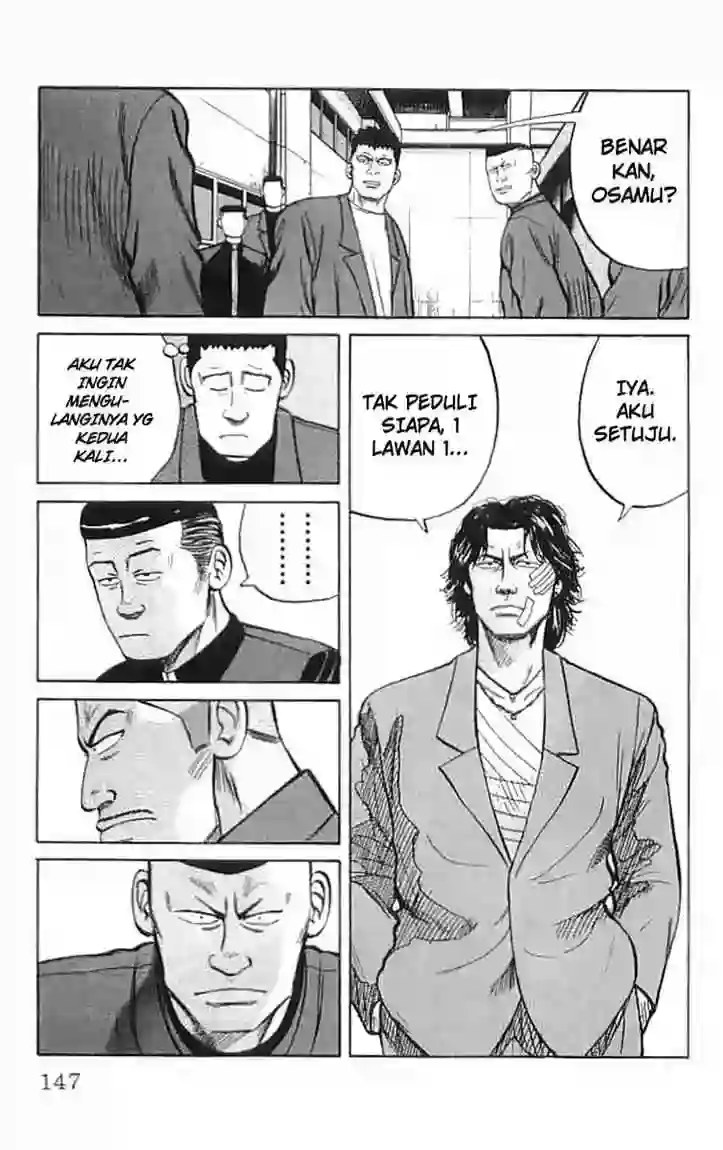 BENAR
KAN,
OSAMU?
IYA.
AKU
SETUJU.
TAK PEDULI
SIAPA, 1
LAWAN 1...
AKU TAK
INGIN
MENGU-
LANGINYA YG
KEDUA
KALI...
147